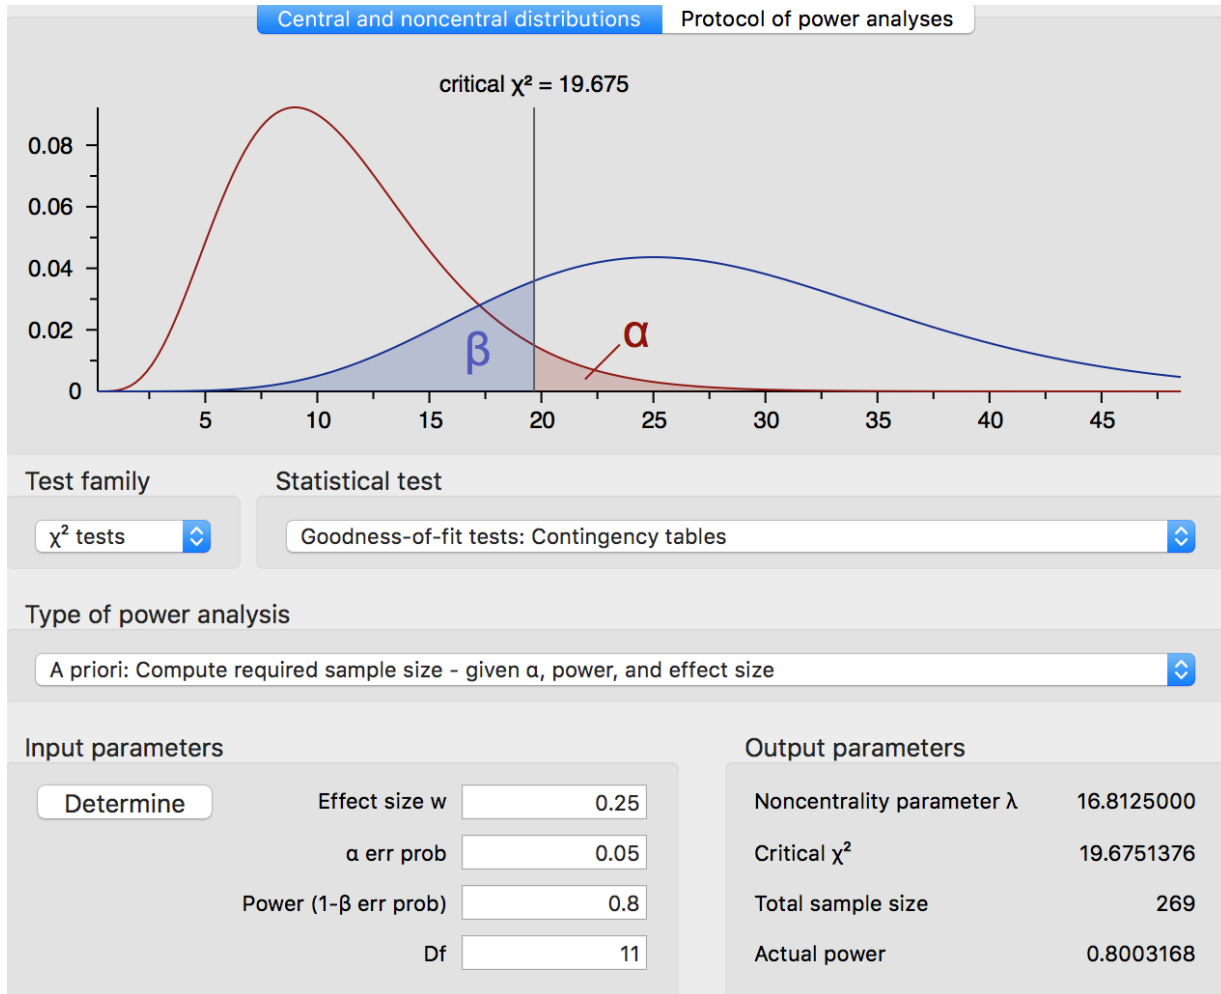 Central and noncentral distributions Protocol of power analyses
critical χ² = 19.675
0.08
0.06
0.04
0.02
0
β
α
5 10 15 20 25 30 35 40 45
Test family Statistical test
χ² tests Goodness-of-fit tests: Contingency tables
Type of power analysis
A priori: Compute required sample size - given α, power, and effect size
Input parameters Output parameters
Determine Effect size w 0.25 Noncentrality parameter λ 16.8125000
α err prob 0.05 Critical χ² 19.6751376
Power (1-β err prob) 0.8 Total sample size 269
Df 11 Actual power 0.8003168